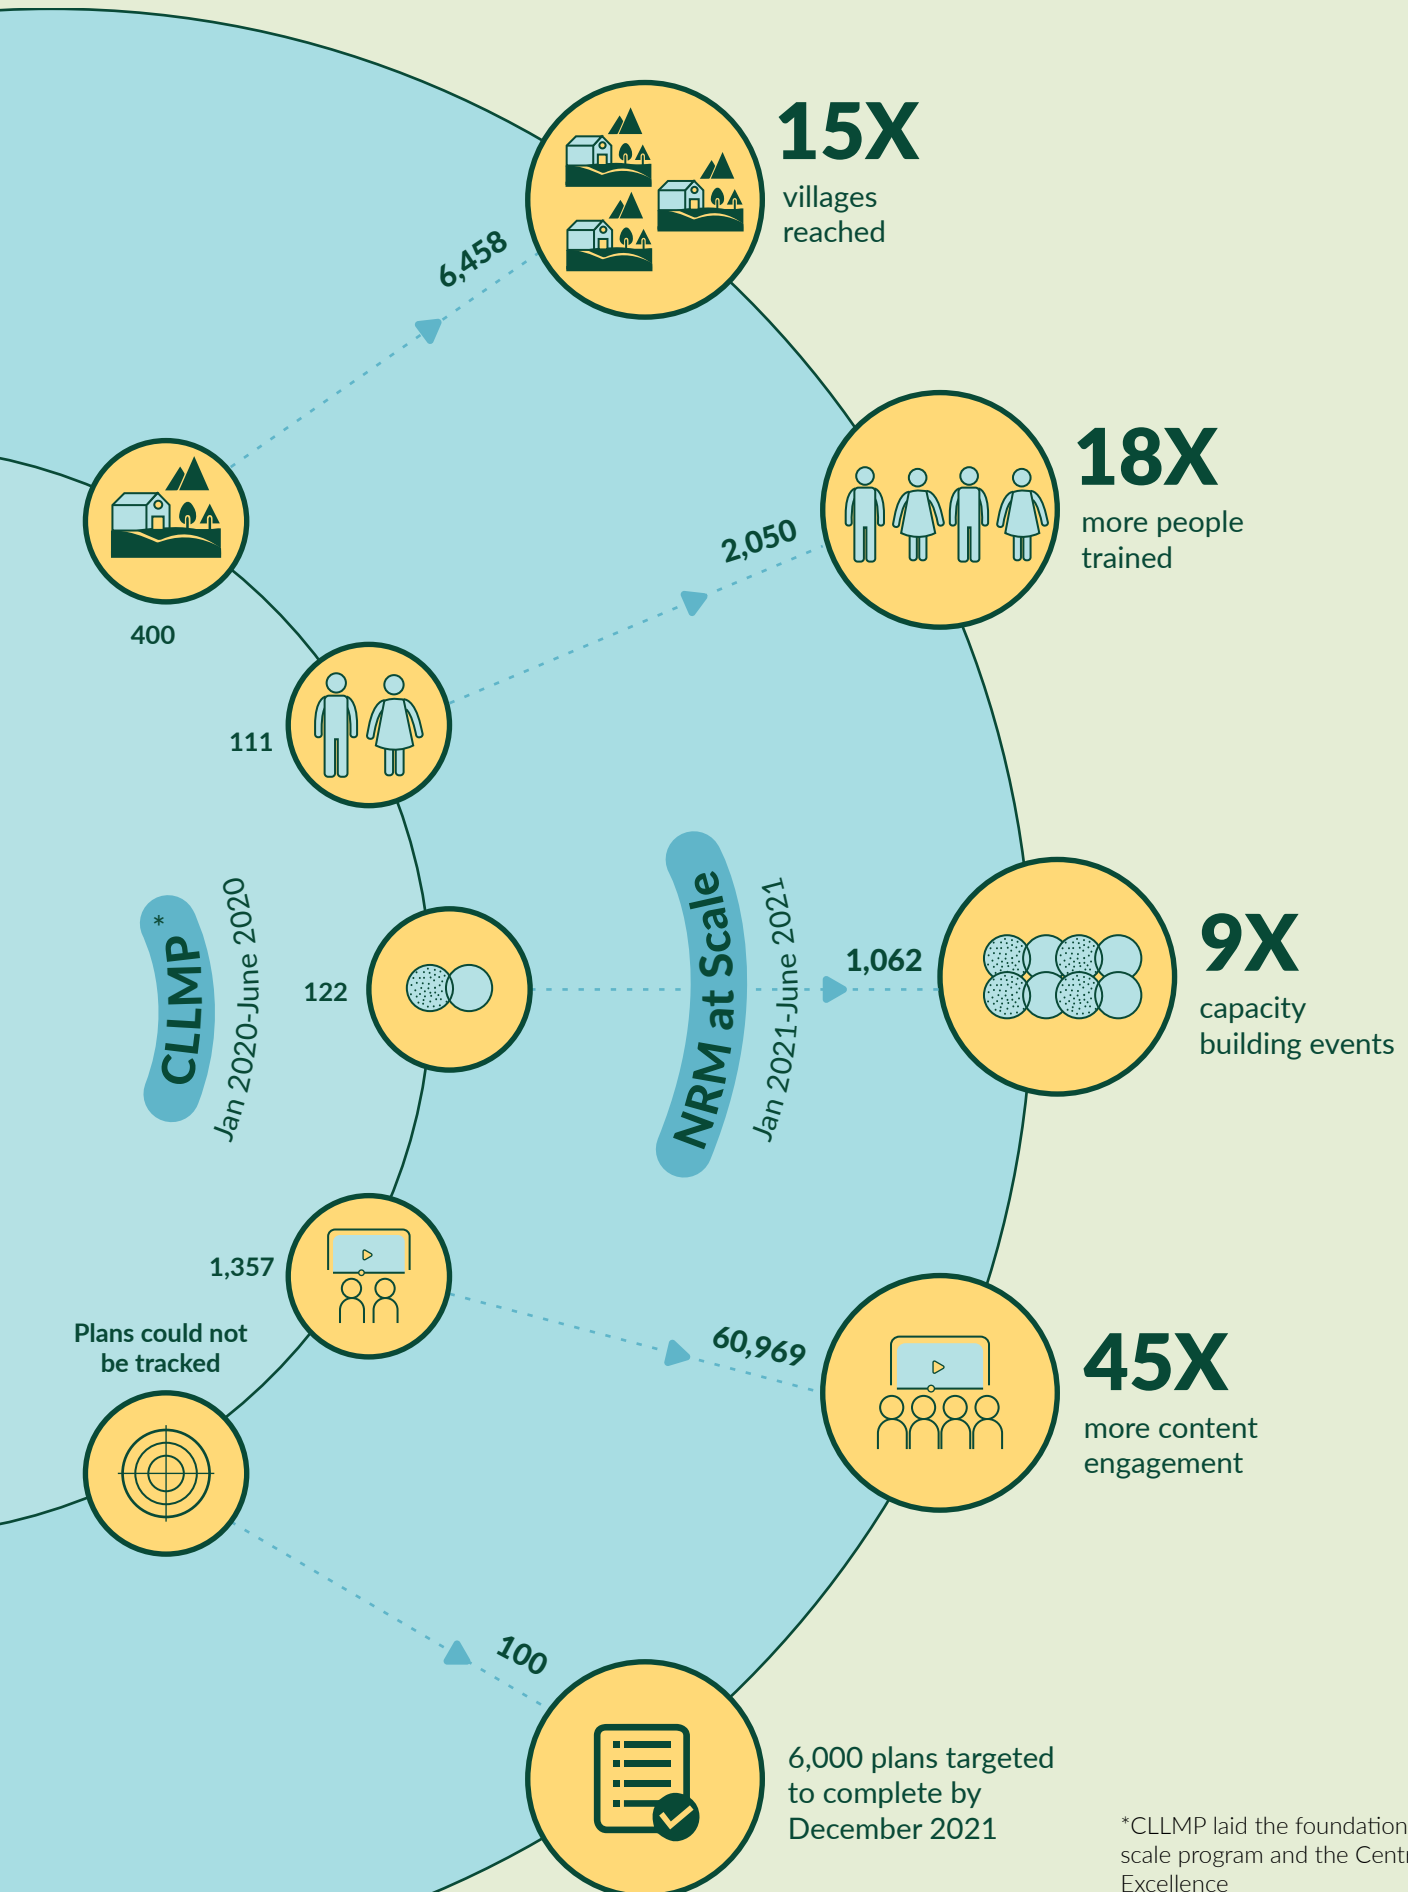 15X
villages
reached
6,458
400
18X
more people
trained
2,050
111
CLLMP*
Jan 2020-June 2020
122
NRM at Scale
Jan 2021-June 2021
1,062
9X
capacity
building events
1,357
60,969
45X
more content
engagement
Plans could not
be tracked
100
6,000 plans targeted
to complete by
December 2021
*CLLMP laid the foundation
scale program and the
Excellence